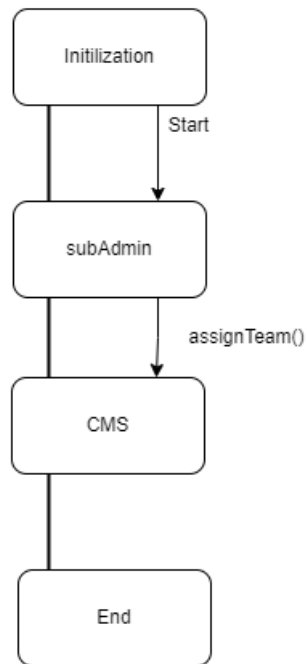 Initilization
Start
subAdmin
assignTeam()
CMS
End